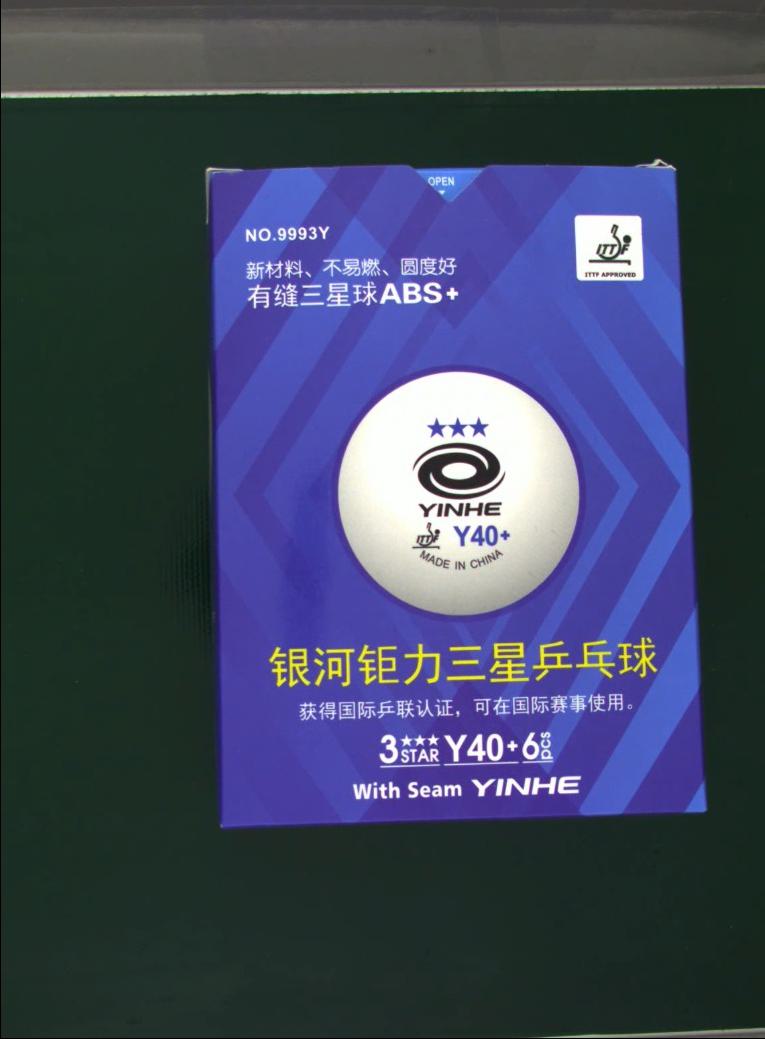 OPEN
NO.9993Y
新材料、不易燃、圆度好
有缝三星球ABS+
ITTF
ITTF APPROVED
YINHE
ITTF Y40+
MADE IN CHINA
银河钜力三星乒乓球
获得国际乒联认证，可在国际赛事使用。
3 STAR Y40+6pcs
With Seam YINHE